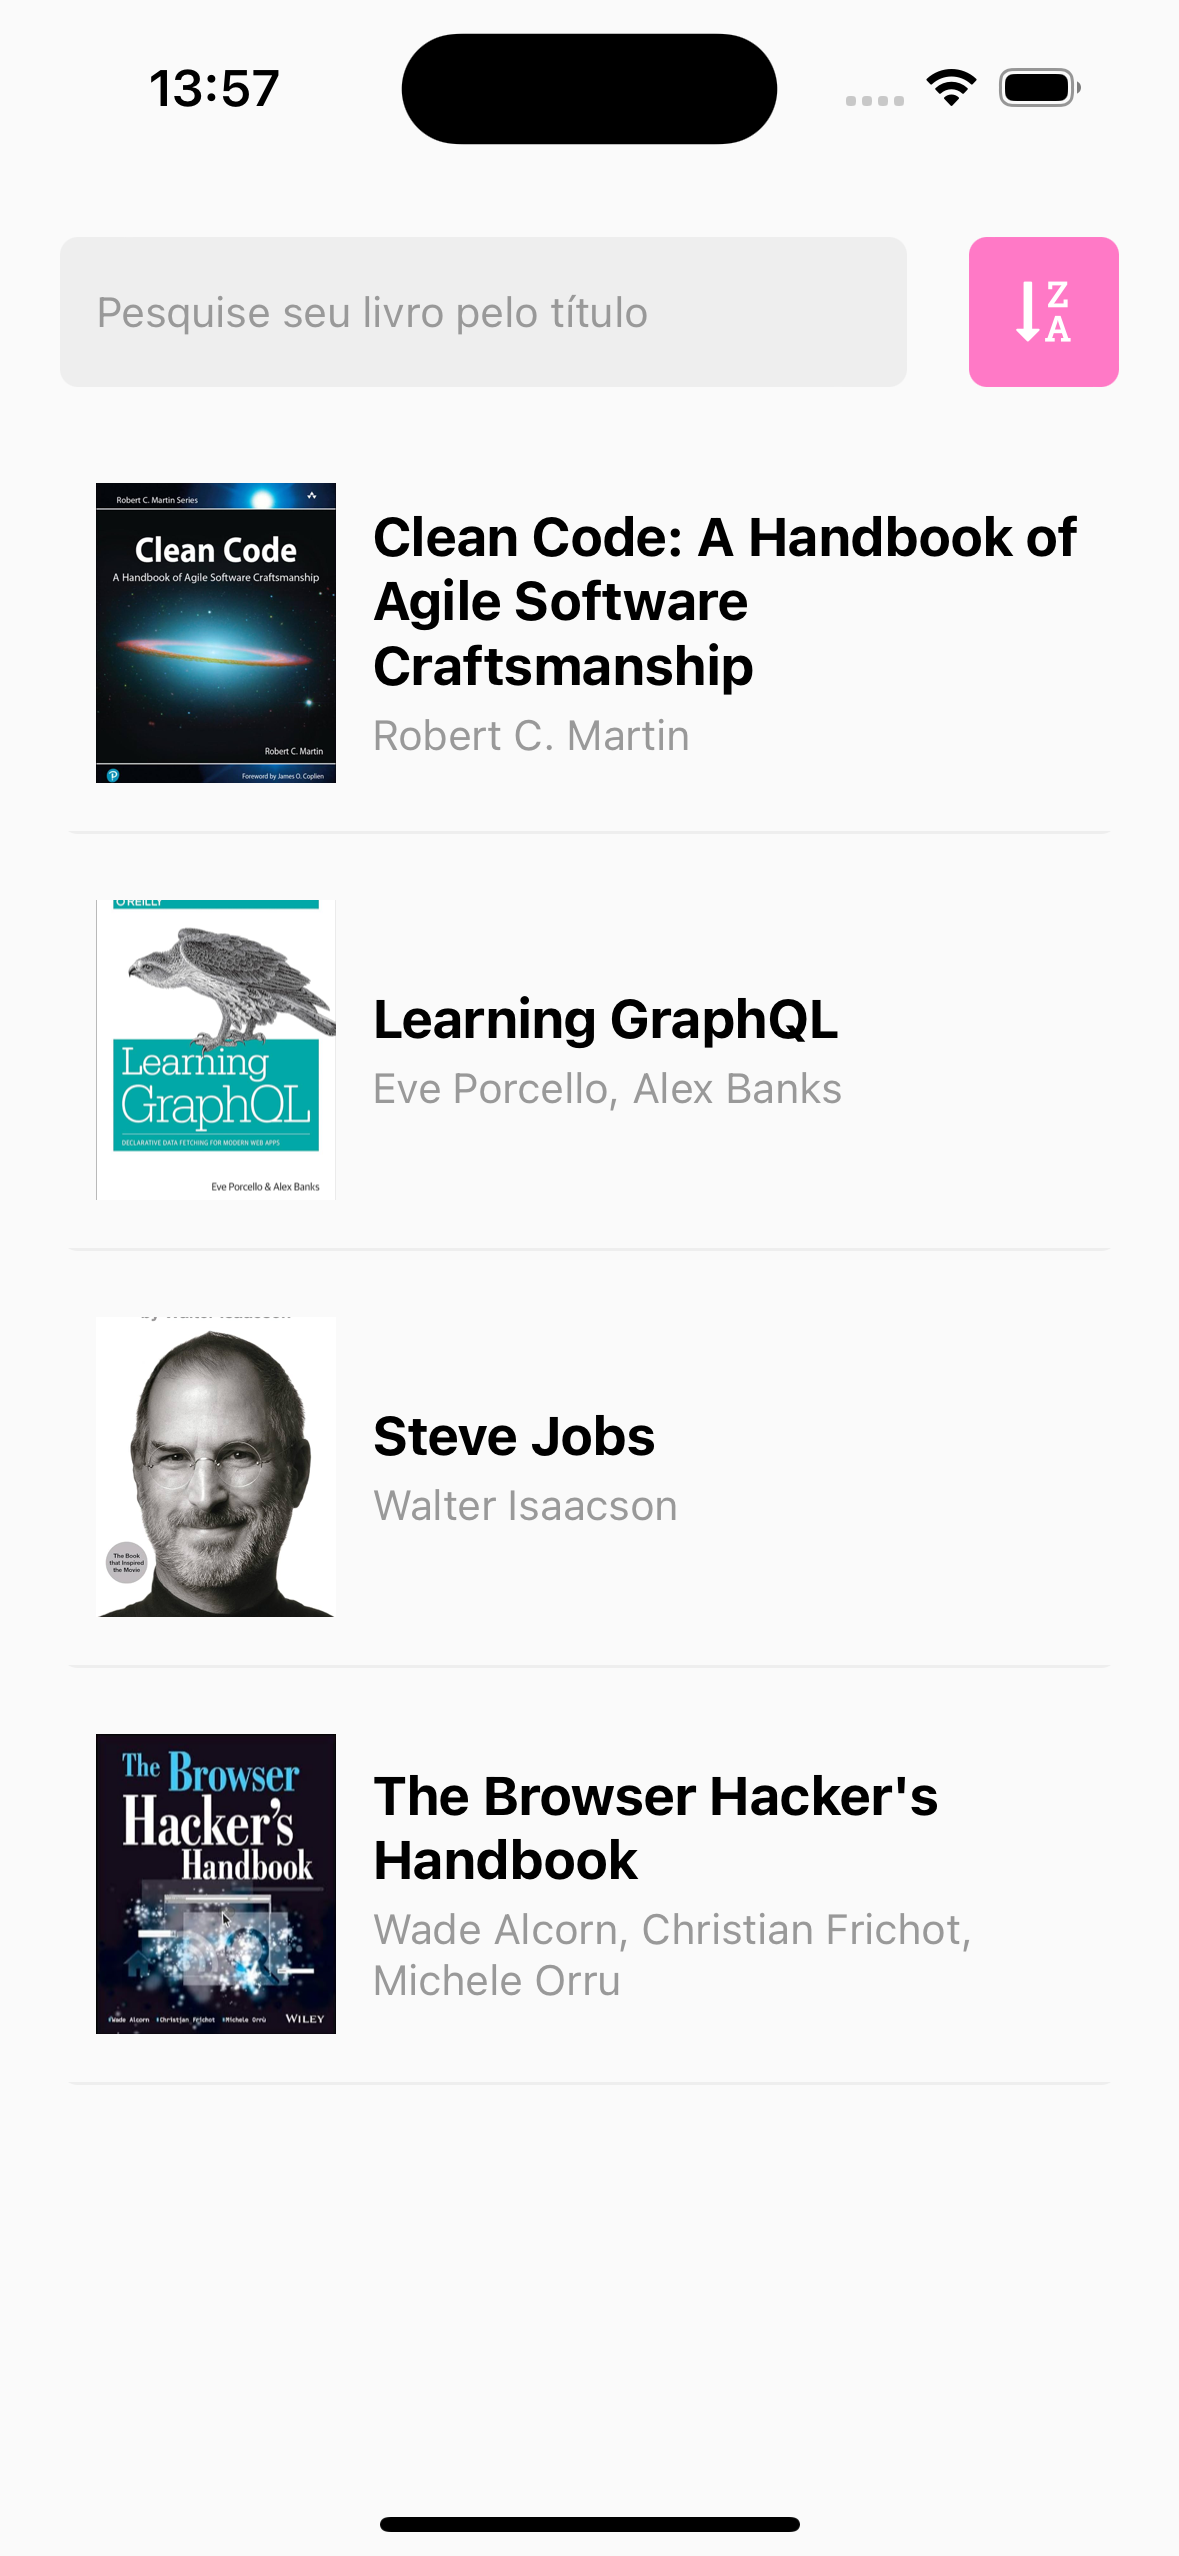 13:57
Pesquise seu livro pelo título
Z
A
Robert C. Martin Series
Clean Code
A Handbook of Agile Software Craftsmanship
Robert C. Martin
Foreword by James O. Coplien
Clean Code: A Handbook of
Agile Software
Craftsmanship
Robert C. Martin
O'REILLY
Learning
GraphQL
DECLARATIVE DATA FETCHING FOR MODERN WEB APPS
Eve Porcello & Alex Banks
Learning GraphQL
Eve Porcello, Alex Banks
by Walter Isaacson
The Book
that Inspired
the Movie
Steve Jobs
Walter Isaacson
The Browser
Hacker's
Handbook
Wade Alcorn Christian Frichot Michele Orrù WILEY
The Browser Hacker's
Handbook
Wade Alcorn, Christian Frichot,
Michele Orru